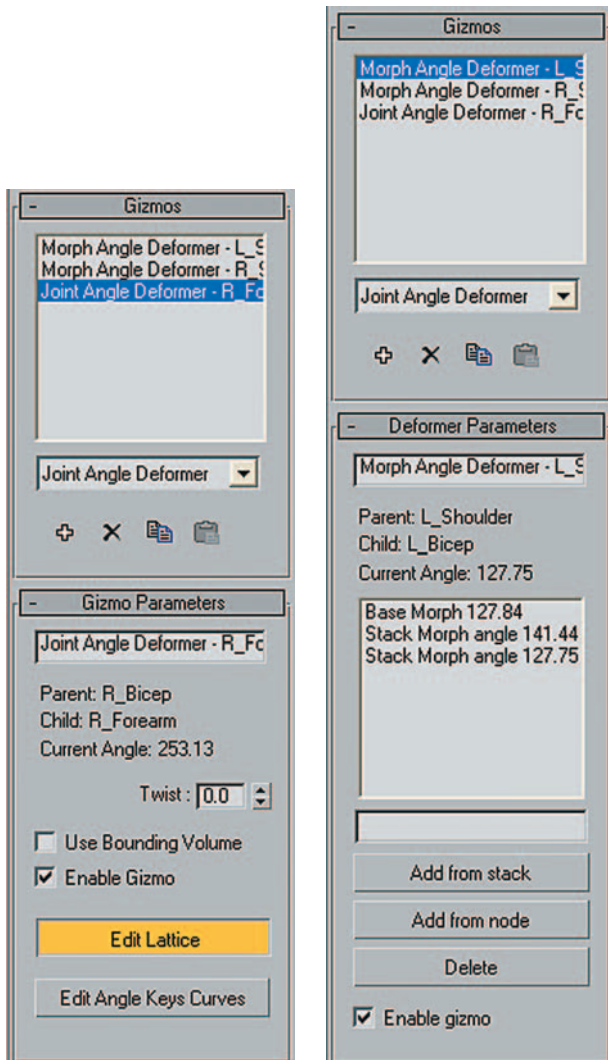 Gizmos
Morph Angle Deformer - L_S
Morph Angle Deformer - R_S
Joint Angle Deformer - R_Fo
Joint Angle Deformer
Gizmo Parameters
Joint Angle Deformer - R_Fo
Parent: R_Bicep
Child: R_Forearm
Current Angle: 253.13
Twist : 0.0
Use Bounding Volume
Enable Gizmo
Edit Lattice
Edit Angle Keys Curves
Gizmos
Morph Angle Deformer - L_S
Morph Angle Deformer - R_S
Joint Angle Deformer - R_Fo
Joint Angle Deformer
Deformer Parameters
Morph Angle Deformer - L_S
Parent: L_Shoulder
Child: L_Bicep
Current Angle: 127.75
Base Morph 127.84
Stack Morph angle 141.44
Stack Morph angle 127.75
Add from stack
Add from node
Delete
Enable gizmo